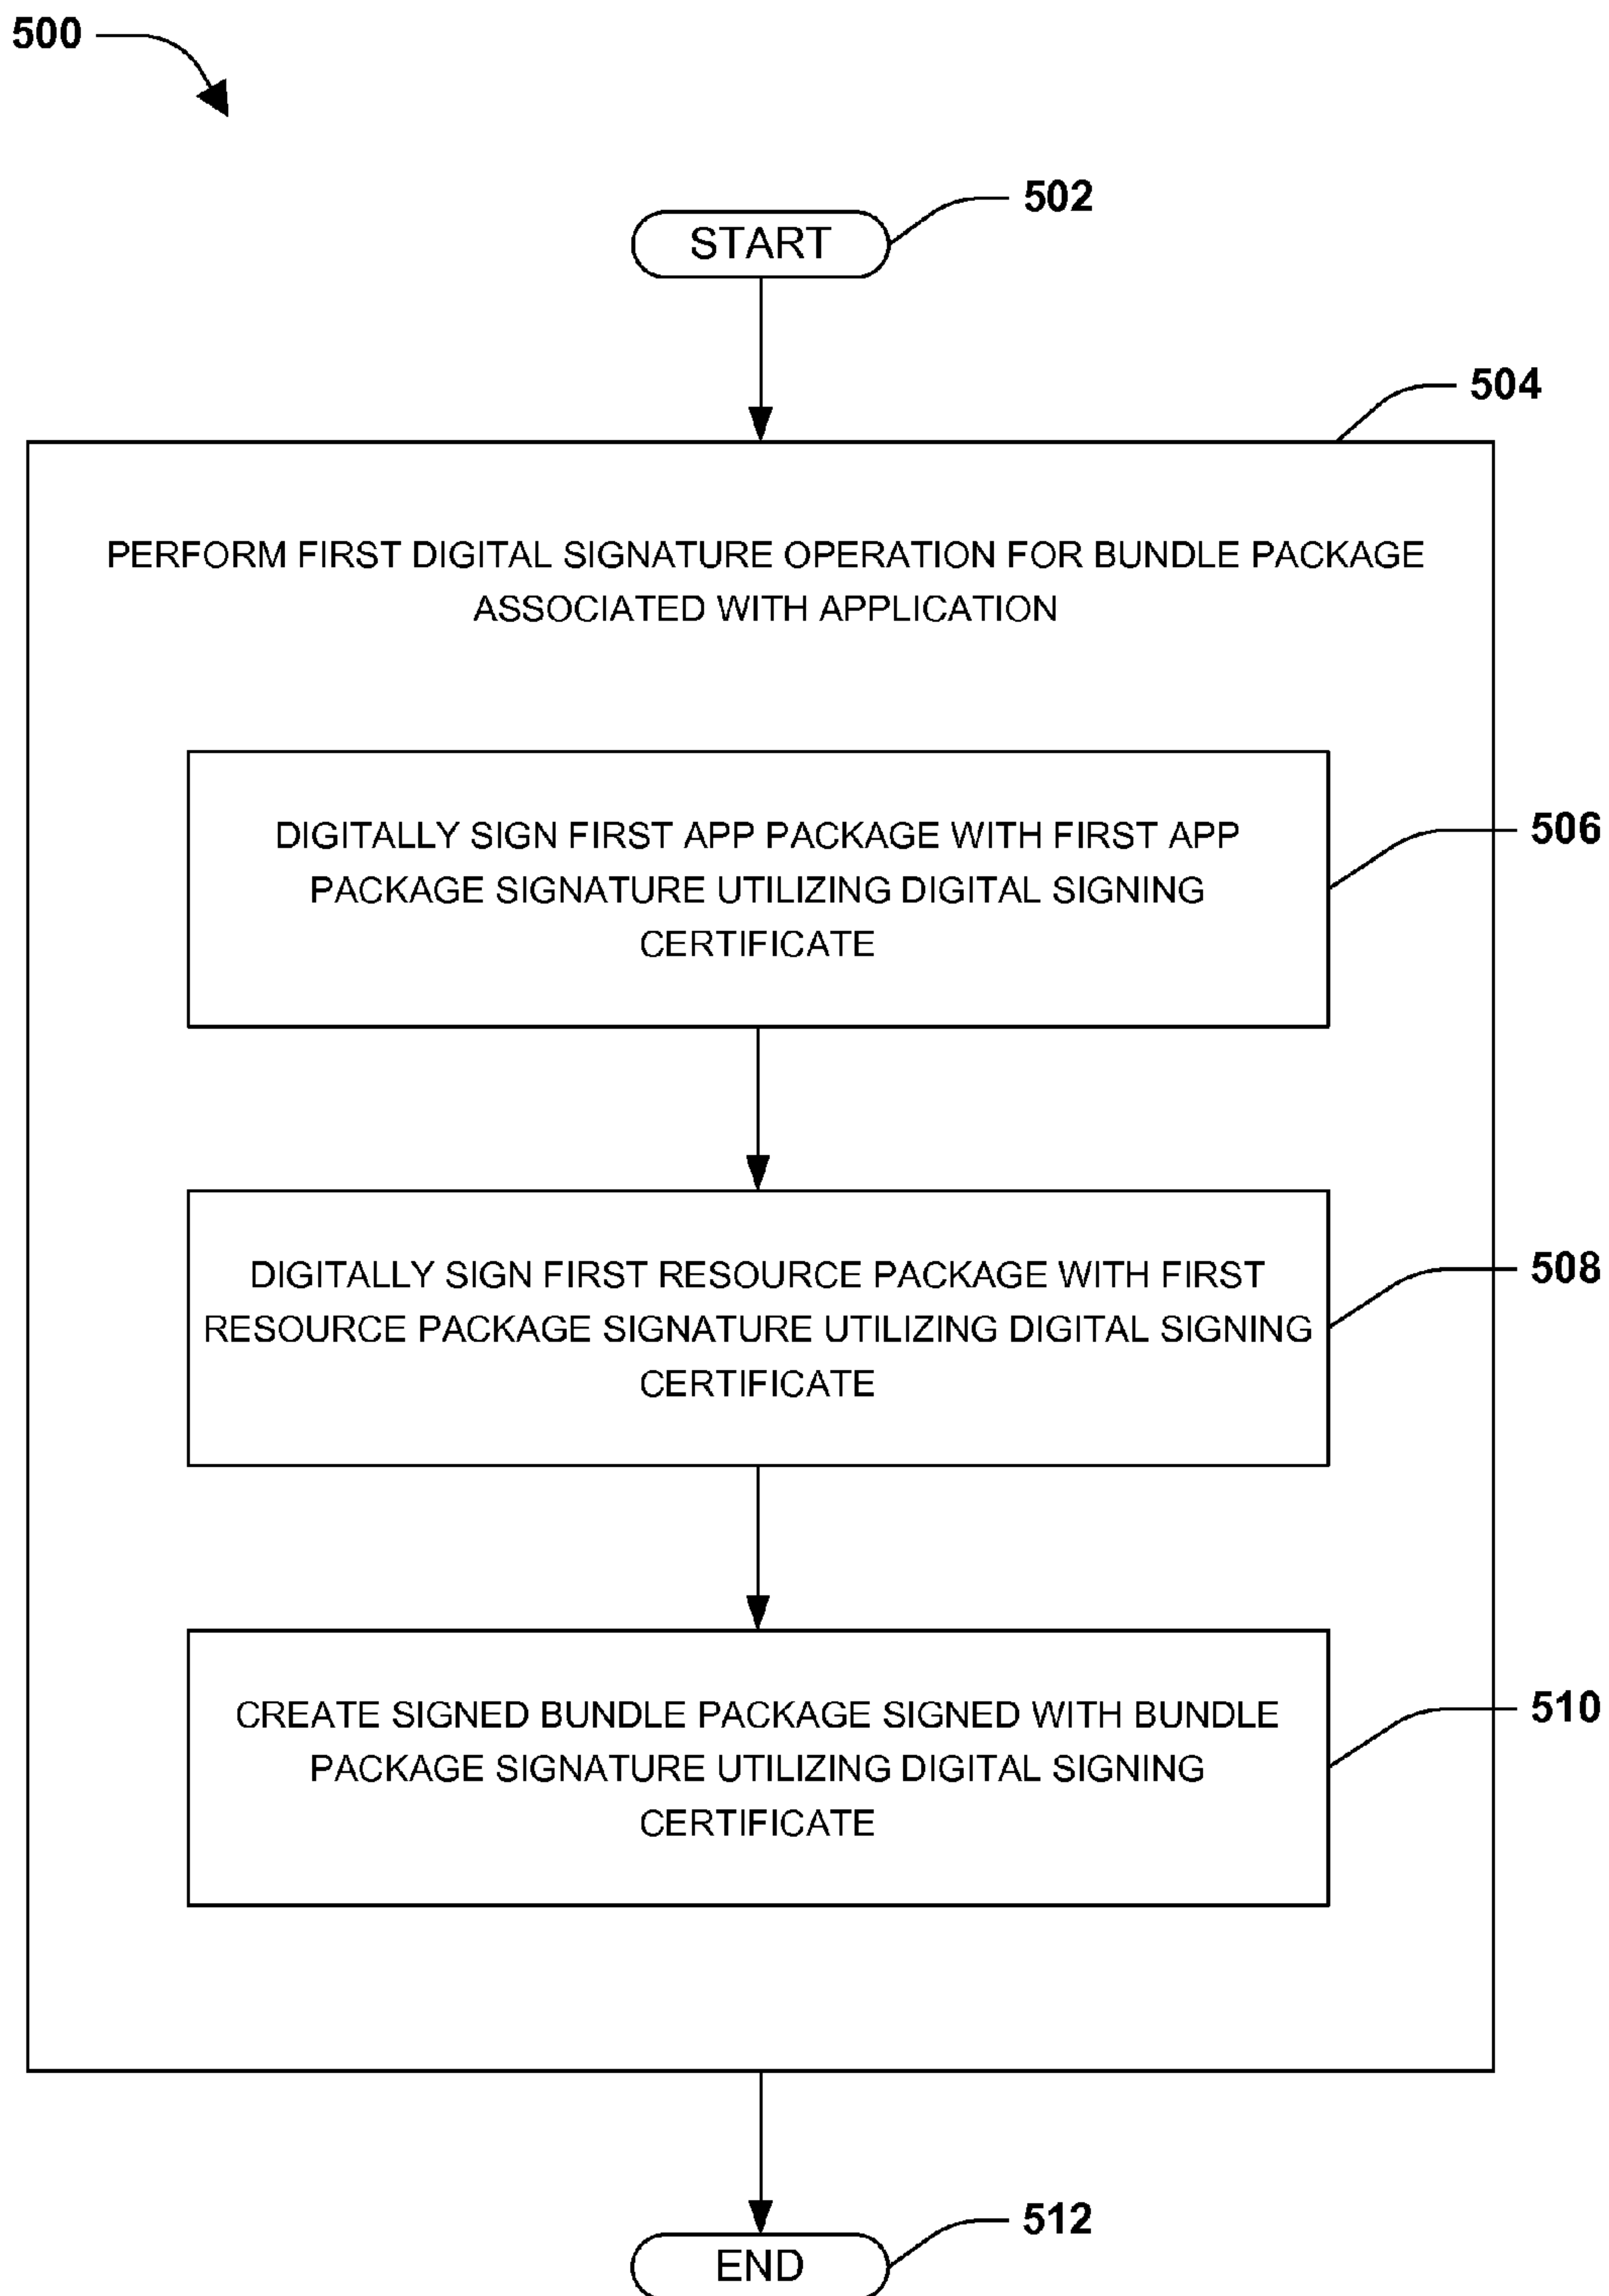 500
502
START
504
PERFORM FIRST DIGITAL SIGNATURE OPERATION FOR BUNDLE PACKAGE
ASSOCIATED WITH APPLICATION
DIGITALLY SIGN FIRST APP PACKAGE WITH FIRST APP
PACKAGE SIGNATURE UTILIZING DIGITAL SIGNING
CERTIFICATE
506
DIGITALLY SIGN FIRST RESOURCE PACKAGE WITH FIRST
RESOURCE PACKAGE SIGNATURE UTILIZING DIGITAL SIGNING
CERTIFICATE
508
CREATE SIGNED BUNDLE PACKAGE SIGNED WITH BUNDLE
PACKAGE SIGNATURE UTILIZING DIGITAL SIGNING
CERTIFICATE
510
512
END